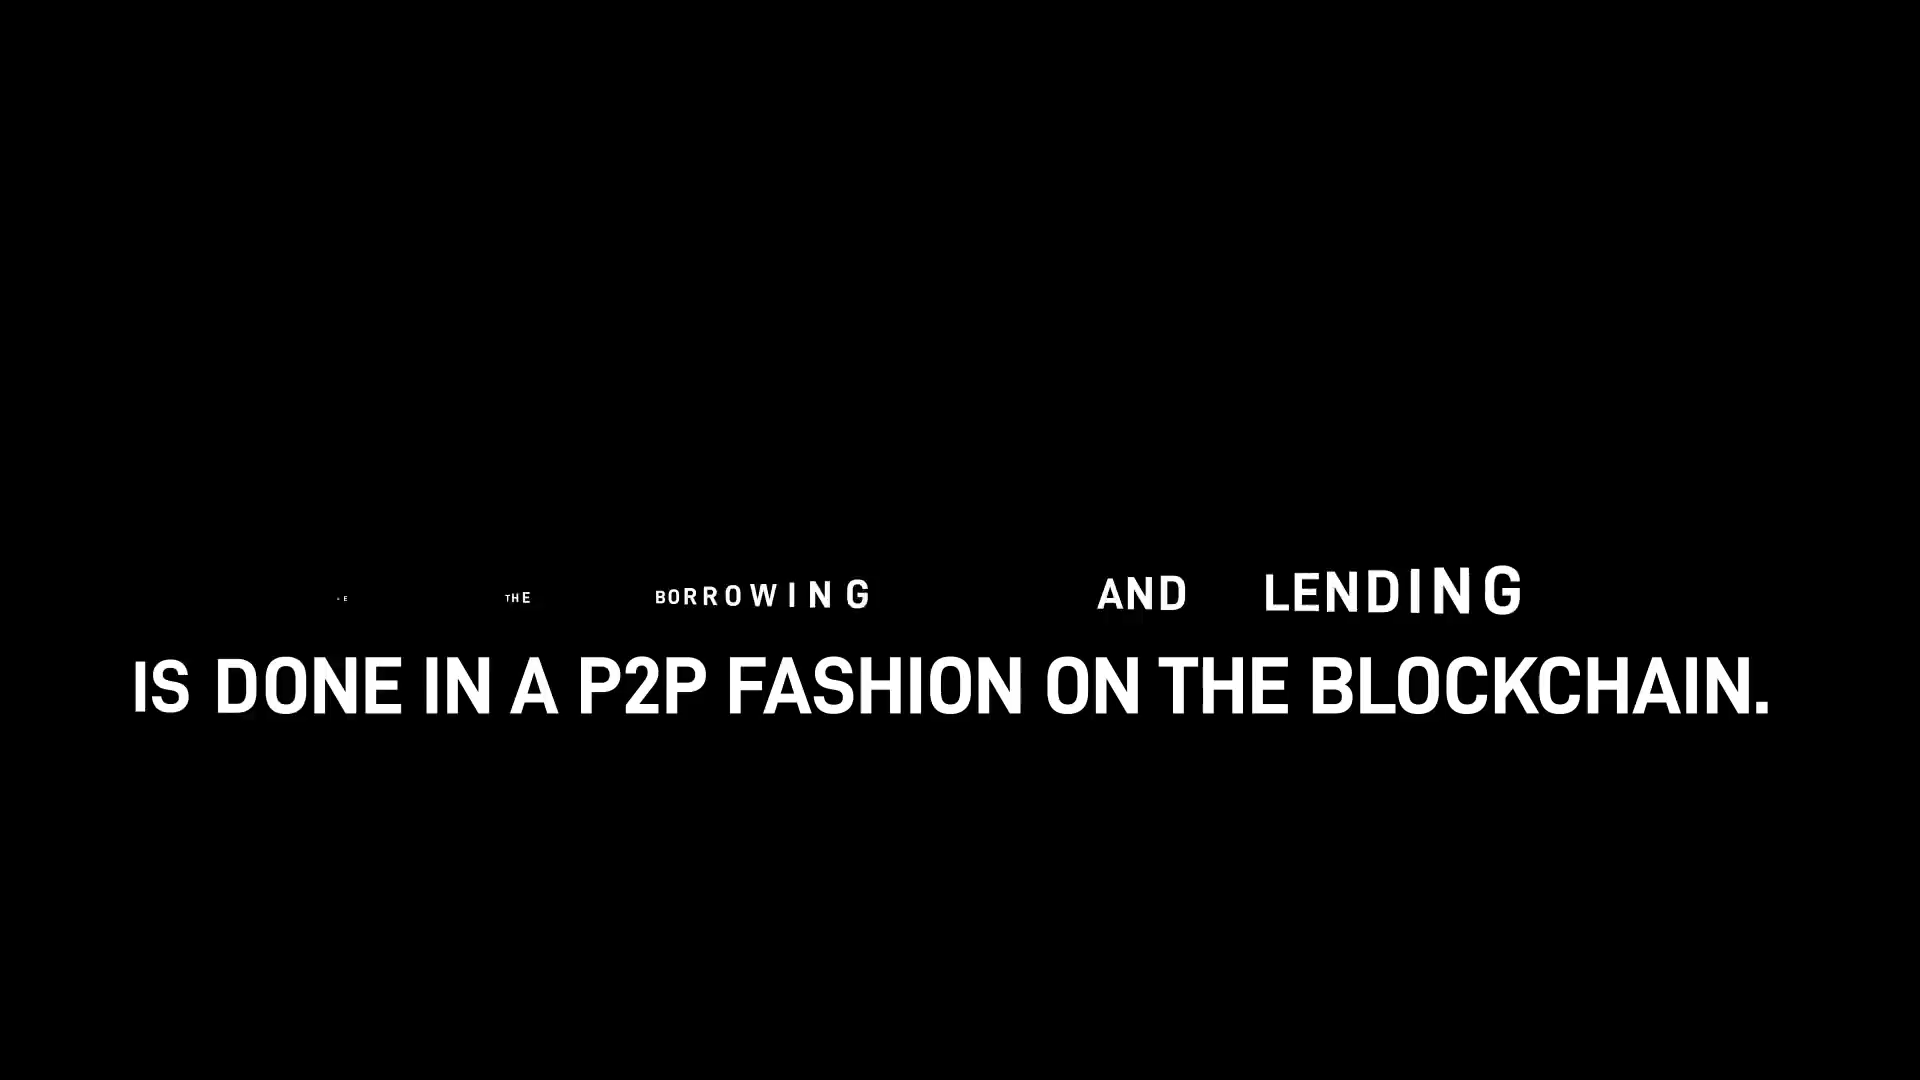 THE BORROWING AND LENDING
IS DONE IN A P2P FASHION ON THE BLOCKCHAIN.